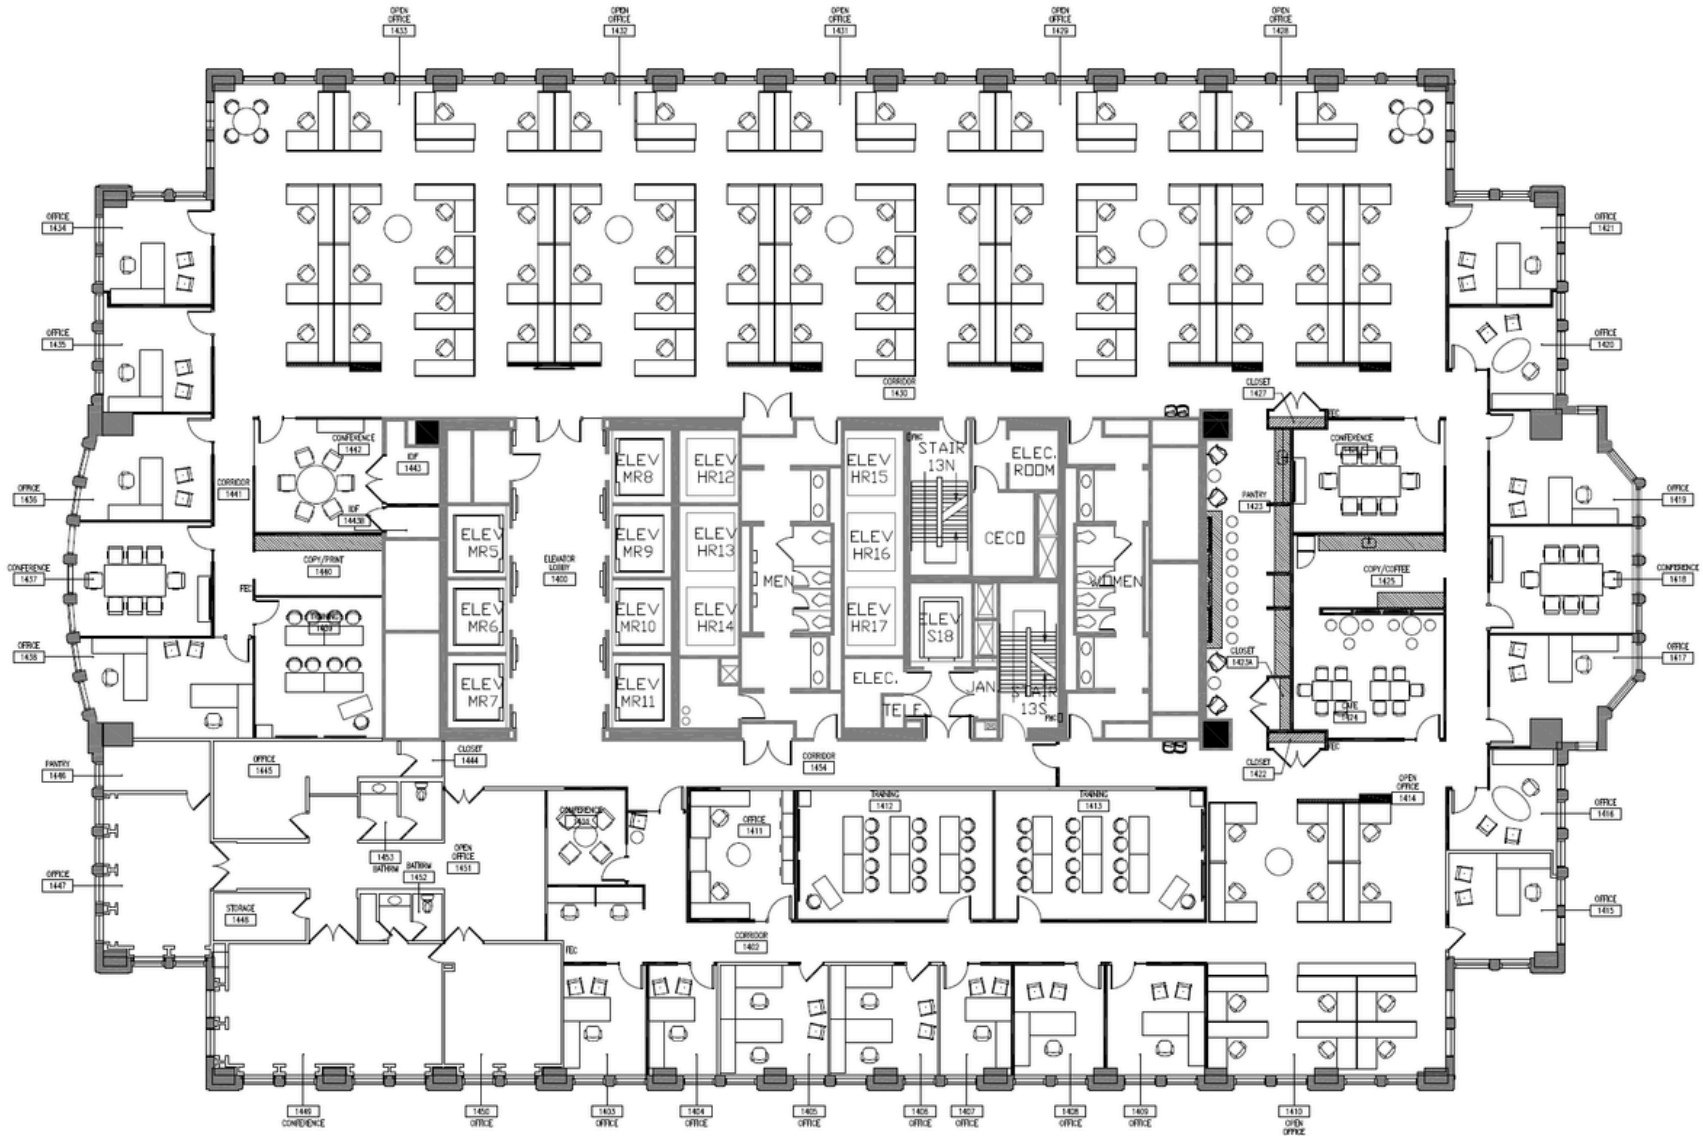 OPEN
OFFICE
1433
OPEN
OFFICE
1432
OPEN
OFFICE
1431
OPEN
OFFICE
1429
OPEN
OFFICE
1428
OFFICE
1434
OFFICE
1421
OFFICE
1435
OFFICE
1420
CORRIDOR
1430
CLOSET
1427
FEC
CONFERENCE
1442
IDF
1443
CONFERENCE
STAIR
13N
ELEC.
ROOM
ELEV
MR8
ELEV
HR12
ELEV
HR15
OFFICE
1436
CORRIDOR
1441
PANTRY
1423
OFFICE
1419
IDF
1443B
ELEV
MR5
ELEV
MR9
ELEV
HR13
ELEV
HR16
CECO
COPY/PRINT
1440
ELEVATOR
LOBBY
1400
COPY/COFFEE
1425
CONFERENCE
1437
FEC
MEN
WOMEN
CONFERENCE
1418
TRAINING
1439
ELEV
MR6
ELEV
MR10
ELEV
HR14
ELEV
HR17
ELEV
S18
OFFICE
1438
CLOSET
1423A
OFFICE
1417
ELEV
MR7
ELEV
MR11
ELEC.
JAN.
STAIR
13S
TELE.
CAFE
1424
FEC
CLOSET
1444
OFFICE
1445
PANTRY
1446
CORRIDOR
1454
CLOSET
1422
OPEN
OFFICE
1414
OFFICE
1416
CONFERENCE
OFFICE
1411
TRAINING
1412
TRAINING
1413
1453
BATHRM
BATHRM
1452
OPEN
OFFICE
1451
OFFICE
1447
STORAGE
1448
OFFICE
1415
FEC
CORRIDOR
1402
1449
CONFERENCE
1450
OFFICE
1403
OFFICE
1404
OFFICE
1405
OFFICE
1406
OFFICE
1407
OFFICE
1408
OFFICE
1409
OFFICE
1410
OPEN
OFFICE